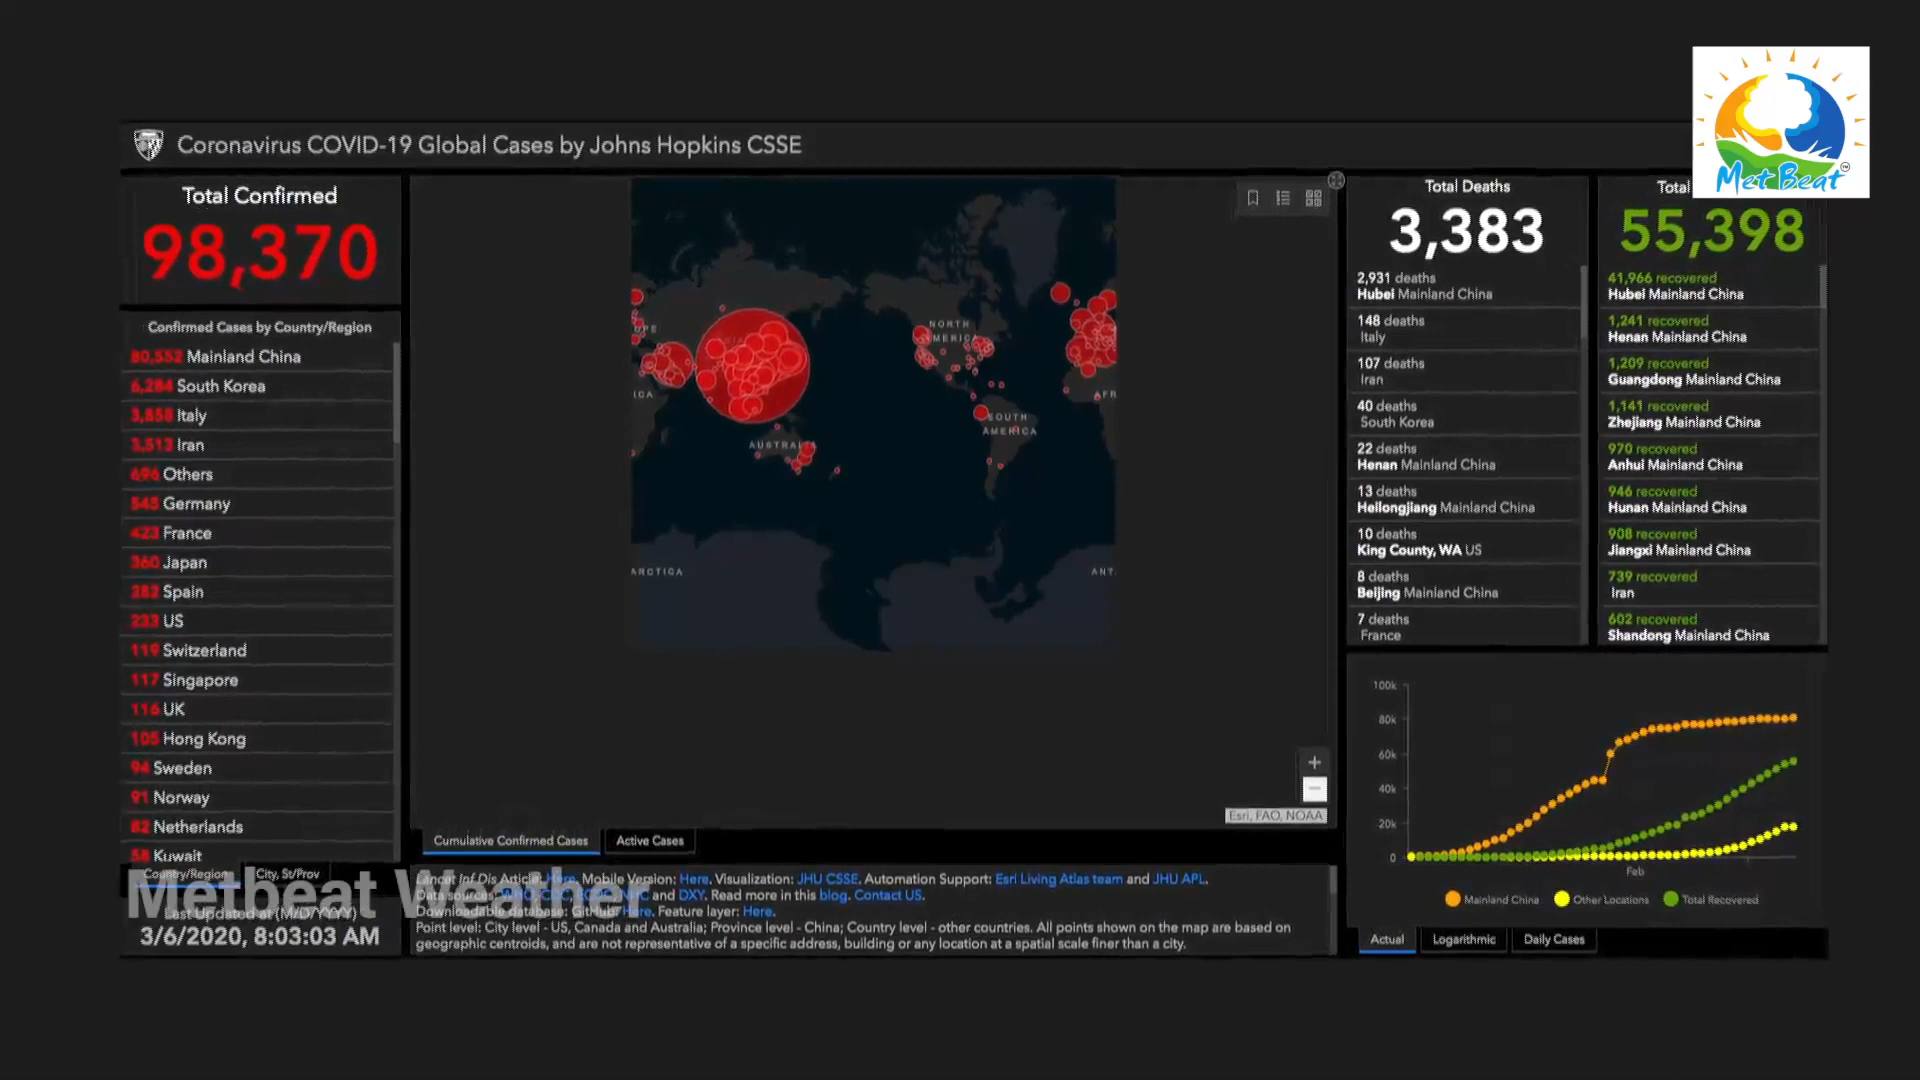 Met Beat™
Coronavirus COVID-19 Global Cases by Johns Hopkins CSSE
Total Confirmed
98,370
Confirmed Cases by Country/Region
80,552 Mainland China
6,284 South Korea
3,858 Italy
3,513 Iran
696 Others
545 Germany
423 France
360 Japan
282 Spain
233 US
119 Switzerland
117 Singapore
116 UK
105 Hong Kong
94 Sweden
91 Norway
82 Netherlands
58 Kuwait
Country/Region
City, St/Prov
Metbeat Weather
Last Updated at (M/D/YYYY)
3/6/2020, 8:03:03 AM
NORTH
AMERICA
OPE
ICA
AFR
SOUTH
AMERICA
AUSTRALIA
ARCTICA
ANT.
Esri, FAO, NOAA
Cumulative Confirmed Cases
Active Cases
Lancet Inf Dis Article: Here. Mobile Version: Here. Visualization: JHU CSSE. Automation Support: Esri Living Atlas team and JHU APL.
Data sources: and DXY. Read more in this blog. Contact US.
Downloadable database: GitHub: Here. Feature layer: Here.
Point level: City level - US, Canada and Australia; Province level - China; Country level - other countries. All points shown on the map are based on
geographic centroids, and are not representative of a specific address, building or any location at a spatial scale finer than a city.
Total Deaths
3,383
2,931 deaths
Hubei Mainland China
148 deaths
Italy
107 deaths
Iran
40 deaths
South Korea
22 deaths
Henan Mainland China
13 deaths
Heilongjiang Mainland China
10 deaths
King County, WA US
8 deaths
Beijing Mainland China
7 deaths
France
Total
55,398
41,966 recovered
Hubei Mainland China
1,241 recovered
Henan Mainland China
1,209 recovered
Guangdong Mainland China
1,141 recovered
Zhejiang Mainland China
970 recovered
Anhui Mainland China
946 recovered
Hunan Mainland China
908 recovered
Jiangxi Mainland China
739 recovered
Iran
602 recovered
Shandong Mainland China
100k
80k
60k
40k
20k
0
Feb
Mainland China
Other Locations
Total Recovered
Actual
Logarithmic
Daily Cases